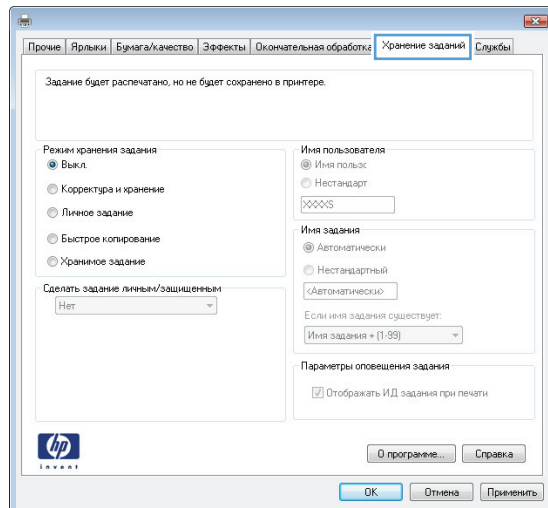 Прочие Ярлыки Бумага/качество Эффекты Окончательная обработка Хранение заданий Службы
Задание будет распечатано, но не будет сохранено в принтере.
Режим хранения задания
Выкл.
Корректура и хранение
Личное задание
Быстрое копирование
Хранимое задание
Сделать задание личным/защищенным
Нет
Имя пользователя
Имя пользс
Нестандарт
XXXXS
Имя задания
Автоматически
Нестандартный
<Автоматически>
Если имя задания существует:
Имя задания + (1-99)
Параметры оповещения задания
Отображать ИД задания при печати
hp
invent
О программе... Справка
OK Отмена Применить